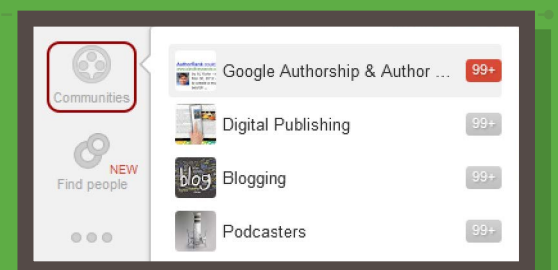 Communities
NEW
Find people
Google Authorship & Author ... 99+
Digital Publishing 99+
blog
Blogging 99+
Podcasters 99+